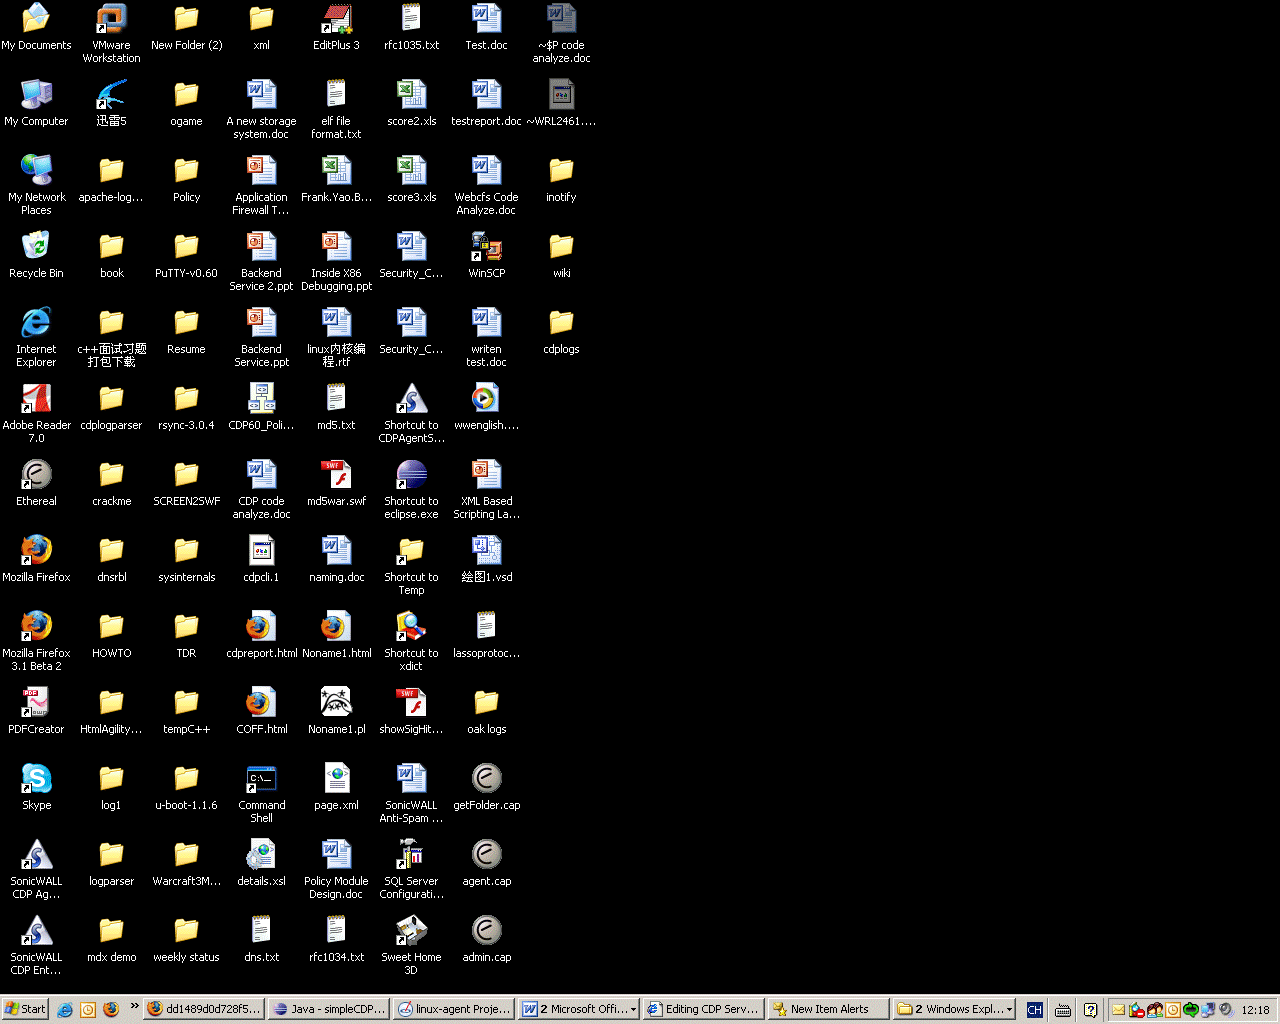 My Documents
VMware
Workstation
New Folder (2)
xml
EditPlus 3
rfc1035.txt
Test.doc
~$P code
analyze.doc
My Computer
迅雷5
ogame
A new storage
system.doc
elf file
format.txt
score2.xls
testreport.doc
~WRL2461....
My Network
Places
apache-log...
Policy
Application
Firewall T...
Frank.Yao.B...
score3.xls
Webcfs Code
Analyze.doc
inotify
Recycle Bin
book
PuTTY-v0.60
Backend
Service 2.ppt
Inside X86
Debugging.ppt
Security_C...
WinSCP
wiki
Internet
Explorer
c++面试习题
打包下载
Resume
Backend
Service.ppt
linux内核编
程.rtf
Security_C...
writen
test.doc
cdplogs
Adobe Reader
7.0
cdplogparser
rsync-3.0.4
CDP60_Poli...
md5.txt
Shortcut to
CDPAgentS...
wwenglish....
Ethereal
crackme
SCREEN2SWF
CDP code
analyze.doc
md5war.swf
Shortcut to
eclipse.exe
XML Based
Scripting La...
Mozilla Firefox
dnsrbl
sysinternals
cdpcli.1
naming.doc
Shortcut to
Temp
绘图1.vsd
Mozilla Firefox
3.1 Beta 2
HOWTO
TDR
cdpreport.html
Noname1.html
Shortcut to
xdict
lassoprotoc...
PDFCreator
HtmlAgility...
tempC++
COFF.html
Noname1.pl
showSigHit...
oak logs
Skype
log1
u-boot-1.1.6
Command
Shell
page.xml
SonicWALL
Anti-Spam ...
getFolder.cap
SonicWALL
CDP Ag...
logparser
Warcraft3M...
details.xsl
Policy Module
Design.doc
SQL Server
Configurati...
agent.cap
SonicWALL
CDP Ent...
mdx demo
weekly status
dns.txt
rfc1034.txt
Sweet Home
3D
admin.cap
Start
dd1489d0d728f5...
Java - simpleCDP...
linux-agent Proje...
2 Microsoft Offi...
Editing CDP Serv...
New Item Alerts
2 Windows Expl...
CH
12:18